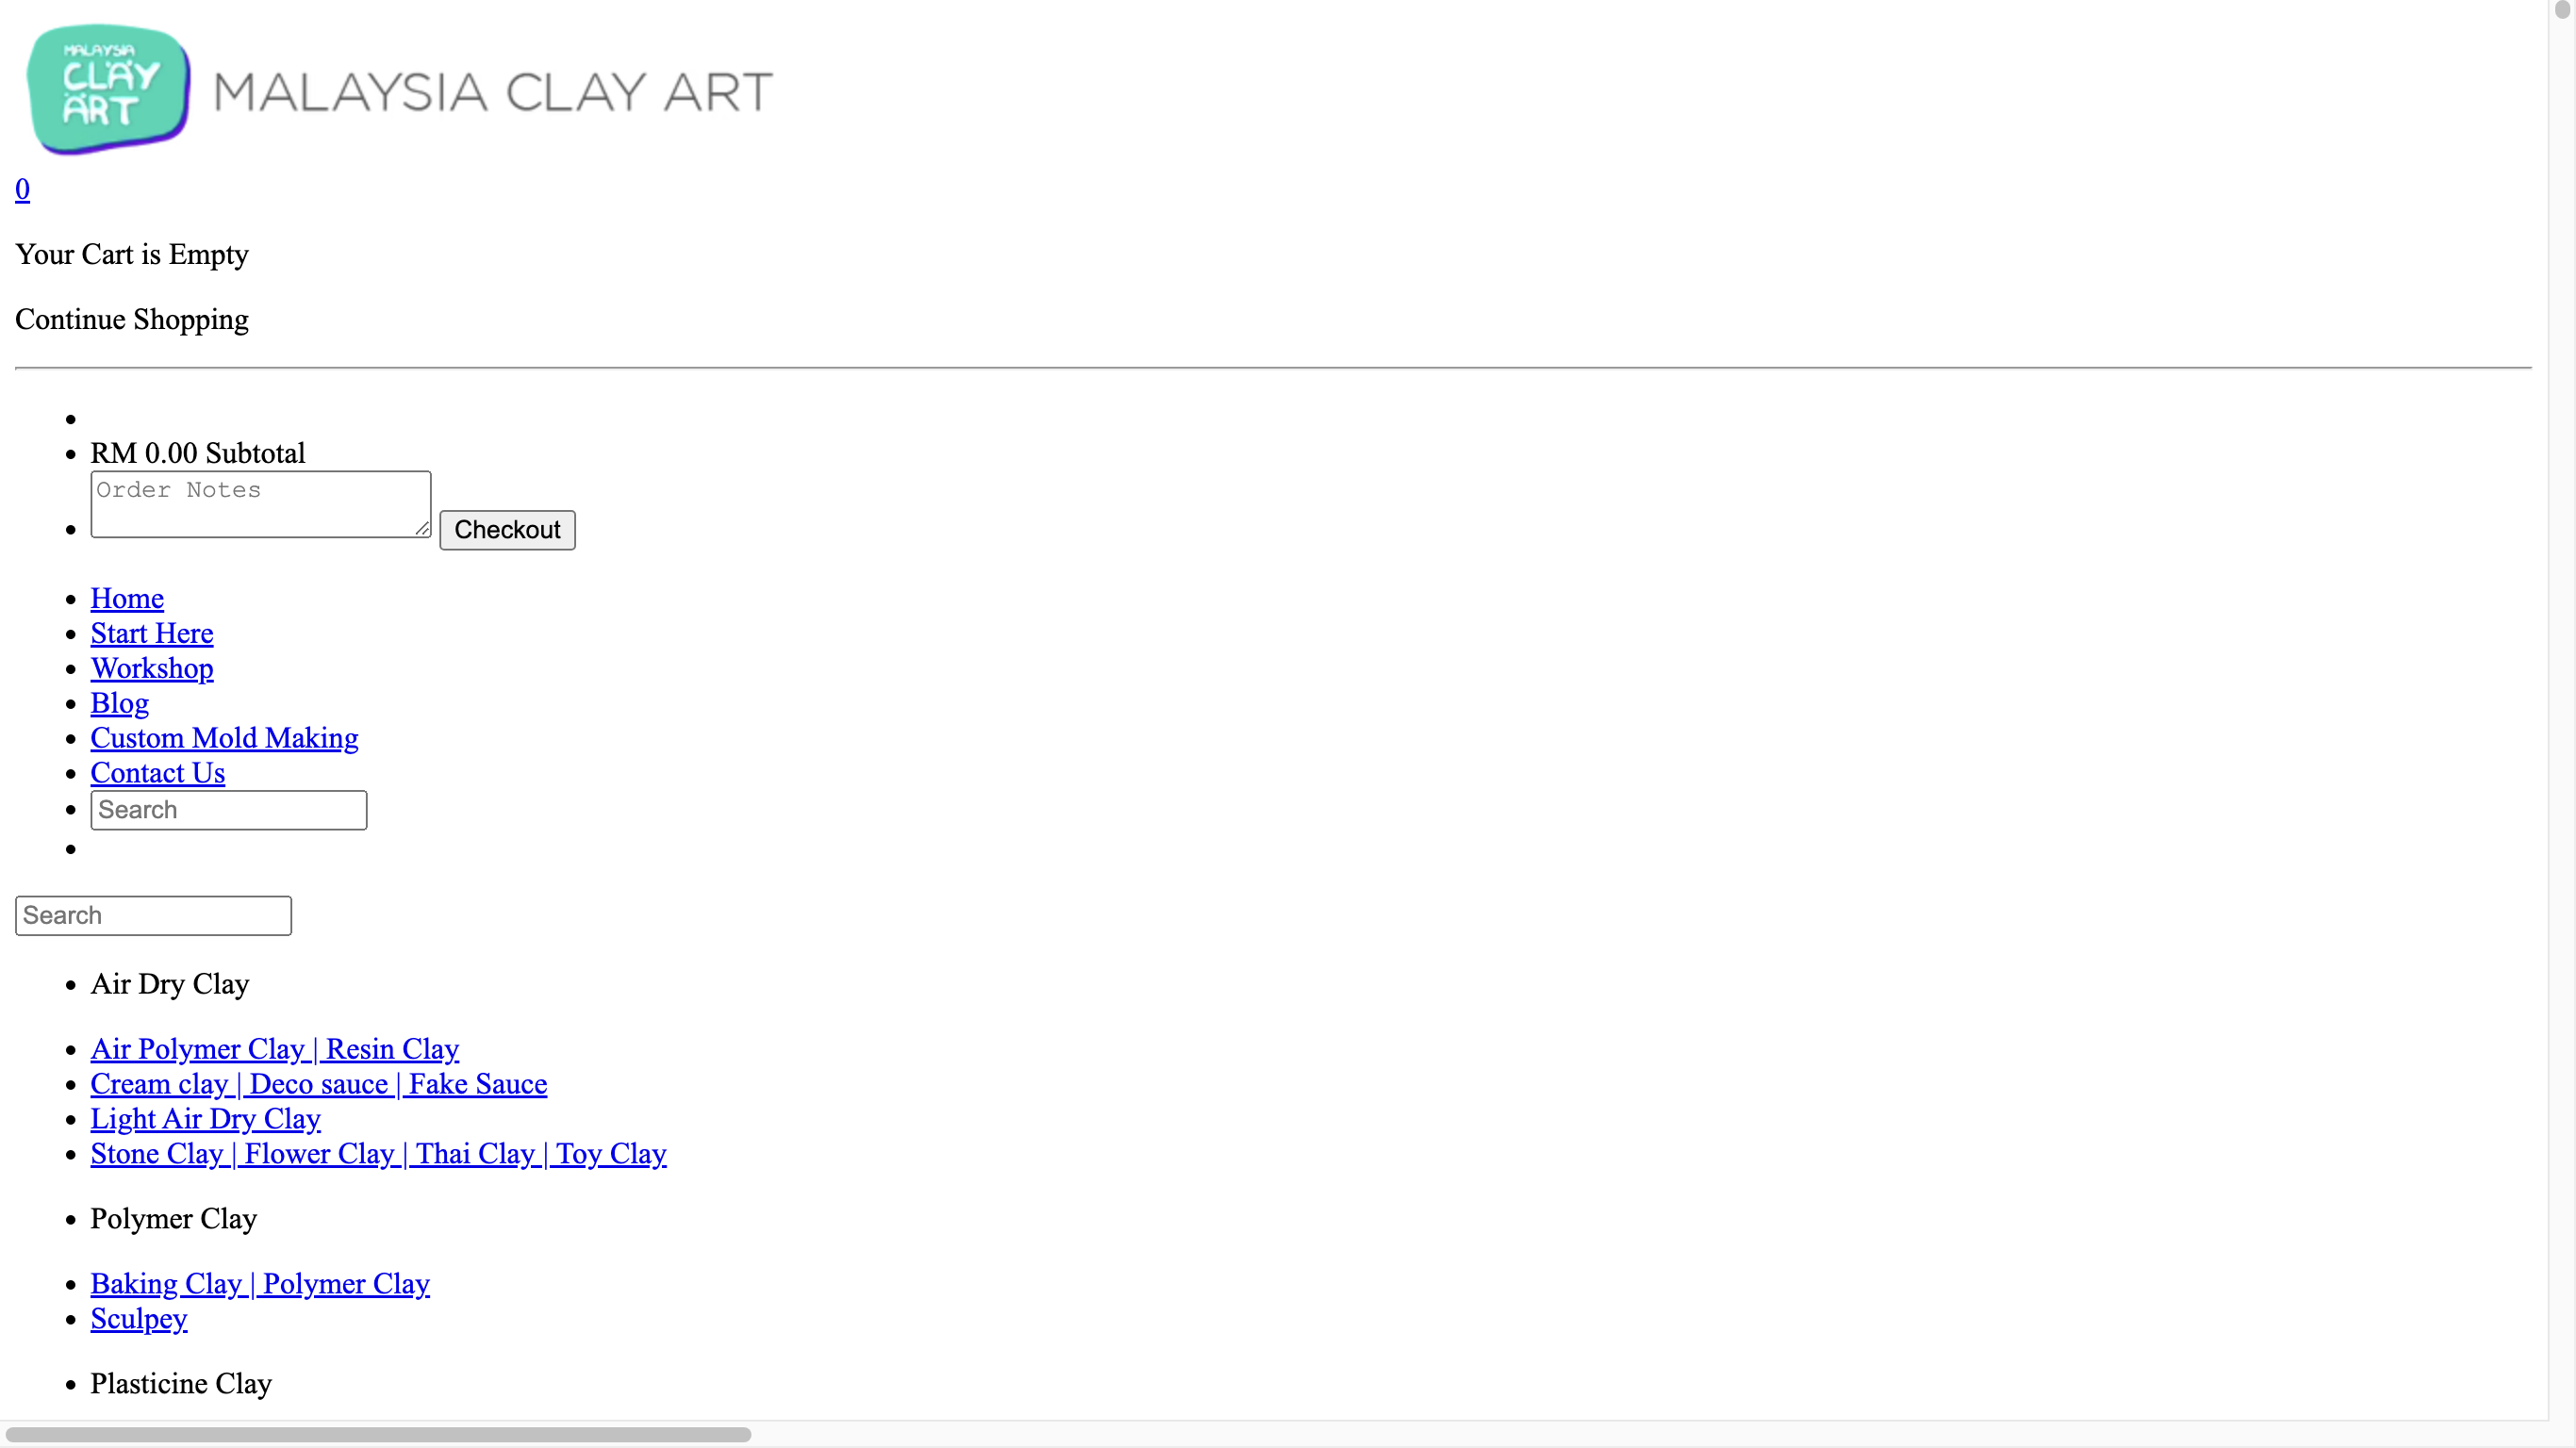 MALAYSIA
CLAY
ART
MALAYSIA CLAY ART
0
Your Cart is Empty
Continue Shopping
RM 0.00 Subtotal
Order Notes
Checkout
Home
Start Here
Workshop
Blog
Custom Mold Making
Contact Us
Search
Search
Air Dry Clay
Air Polymer Clay | Resin Clay
Cream clay | Deco sauce | Fake Sauce
Light Air Dry Clay
Stone Clay | Flower Clay | Thai Clay | Toy Clay
Polymer Clay
Baking Clay | Polymer Clay
Sculpey
Plasticine Clay